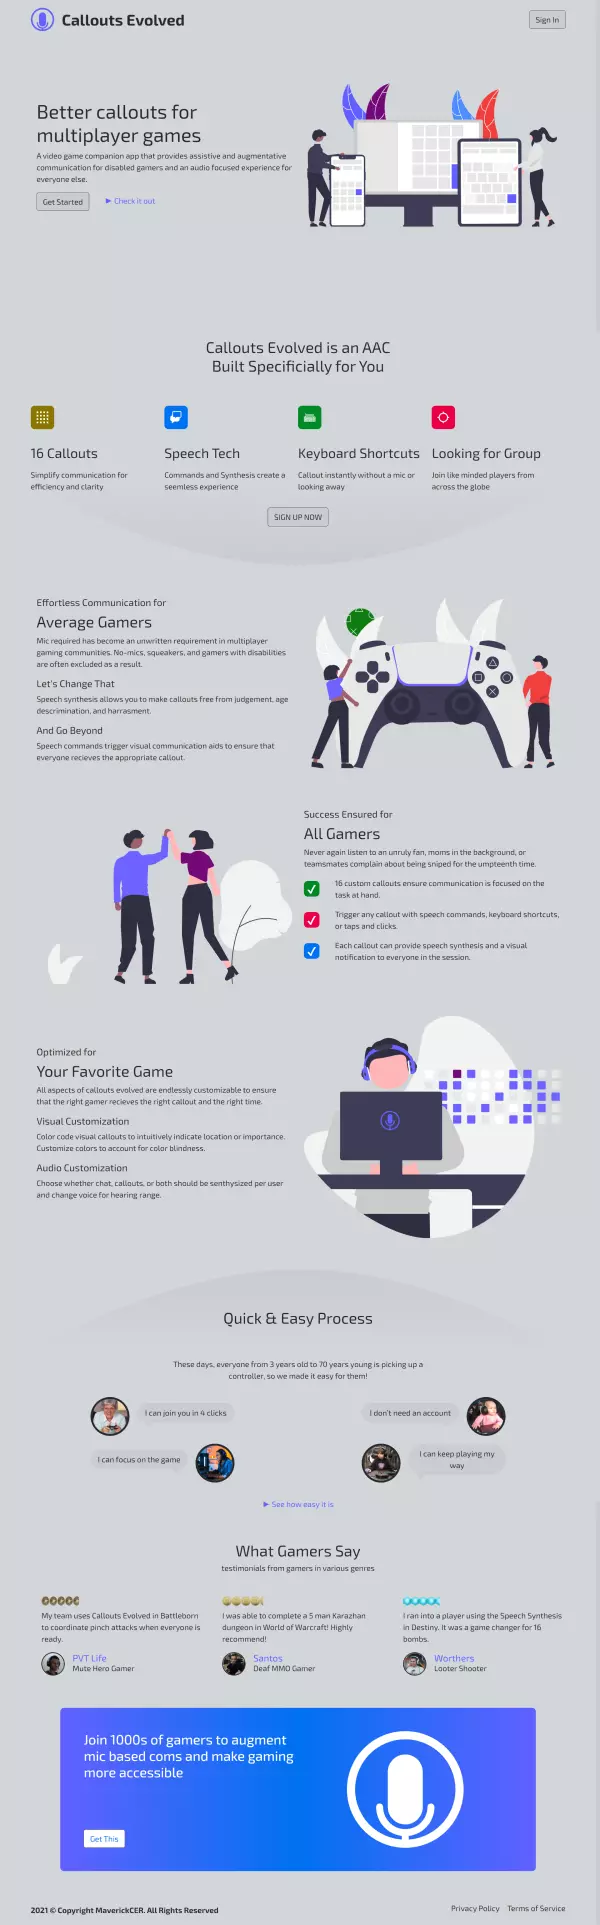 Callouts Evolved
Sign In
Better callouts for
multiplayer games
A video game companion app that provides assistive and augmentative
communication for disabled gamers and an audio focused experience for
everyone else.
Get Started
Check it out
Callouts Evolved is an AAC
Built Specificially for You
16 Callouts
Simplify communication for
efficiency and clarity
Speech Tech
Commands and Synthesis create a
seemless experience
Keyboard Shortcuts
Callout instantly without a mic or
looking away
Looking for Group
Join like minded players from
across the globe
SIGN UP NOW
Effortless Communication for
Average Gamers
Mic required has become an unwritten requirement in multiplayer
gaming communities. No-mics, squeakers, and gamers with disabilities
are often excluded as a result.
Let's Change That
Speech synthesis allows you to make callouts free from judgement, age
descrimination, and harrasment.
And Go Beyond
Speech commands trigger visual communication aids to ensure that
everyone recieves the appropriate callout.
Success Ensured for
All Gamers
Never again listen to an unruly fan, moms in the background, or
teamsmates complain about being sniped for the umpteenth time.
16 custom callouts ensure communication is focused on the
task at hand.
Trigger any callout with speech commands, keyboard shortcuts,
or taps and clicks.
Each callout can provide speech synthesis and a visual
notification to everyone in the session.
Optimized for
Your Favorite Game
All aspects of callouts evolved are endlessly customizable to ensure
that the right gamer recieves the right callout and the right time.
Visual Customization
Color code visual callouts to intuitively indicate location or importance.
Customize colors to account for color blindness.
Audio Customization
Choose whether chat, callouts, or both should be senthysized per user
and change voice for hearing range.
Quick & Easy Process
These days, everyone from 3 years old to 70 years young is picking up a
controller, so we made it easy for them!
I can join you in 4 clicks
I don't need an account
I can focus on the game
I can keep playing my
way
See how easy it is
What Gamers Say
testimonials from gamers in various genres
My team uses Callouts Evolved in Battleborn
to coordinate pinch attacks when everyone is
ready.
PVT Life
Mute Hero Gamer
I was able to complete a 5 man Karazhan
dungeon in World of Warcraft! Highly
recommend!
Santos
Deaf MMO Gamer
I ran into a player using the Speech Synthesis
in Destiny. It was a game changer for 16
bombs.
Worthers
Looter Shooter
Join 1000s of gamers to augment
mic based coms and make gaming
more accessible
Get This
2021 © Copyright MaverickCER. All Rights Reserved
Privacy Policy
Terms of Service